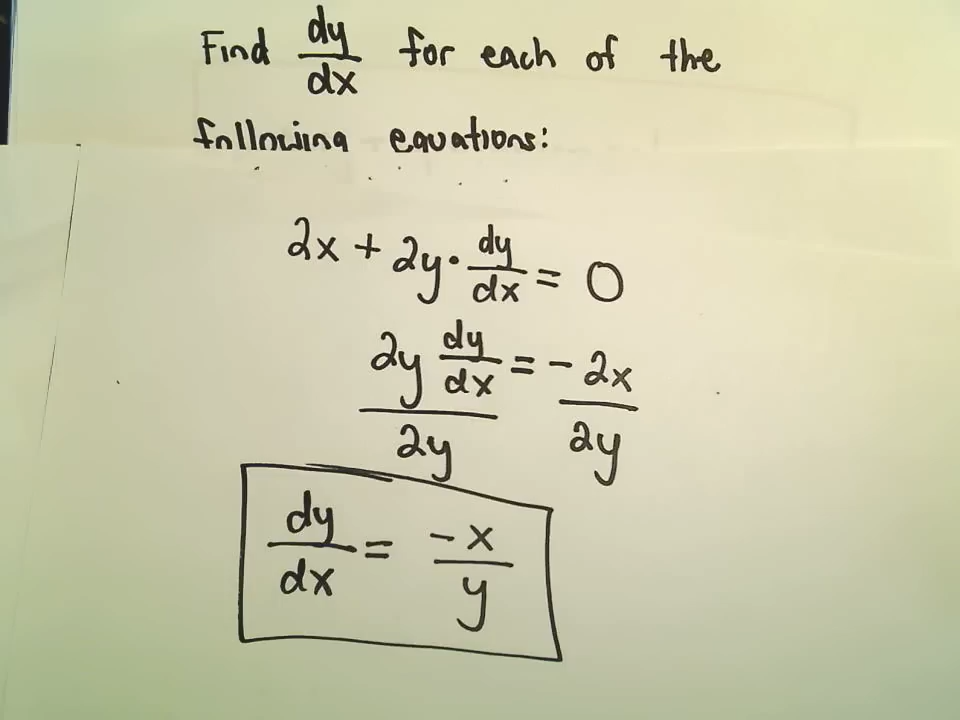 Find dy/dx for each of the
following equations:
2x + 2y · dy/dx = 0
2y dy/dx / 2y = -2x / 2y
dy/dx = -x/y